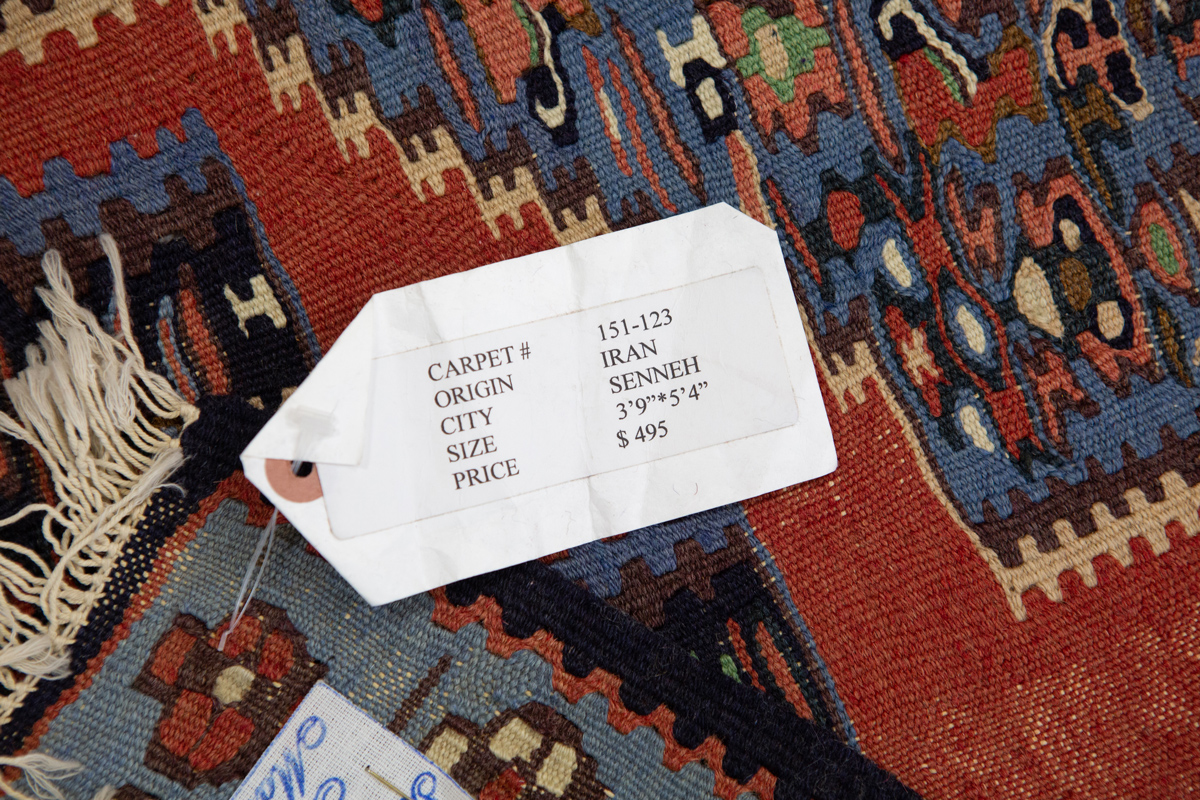 CARPET # 151-123
ORIGIN IRAN
CITY SENNEH
SIZE 3’9”*5’4”
PRICE $ 495